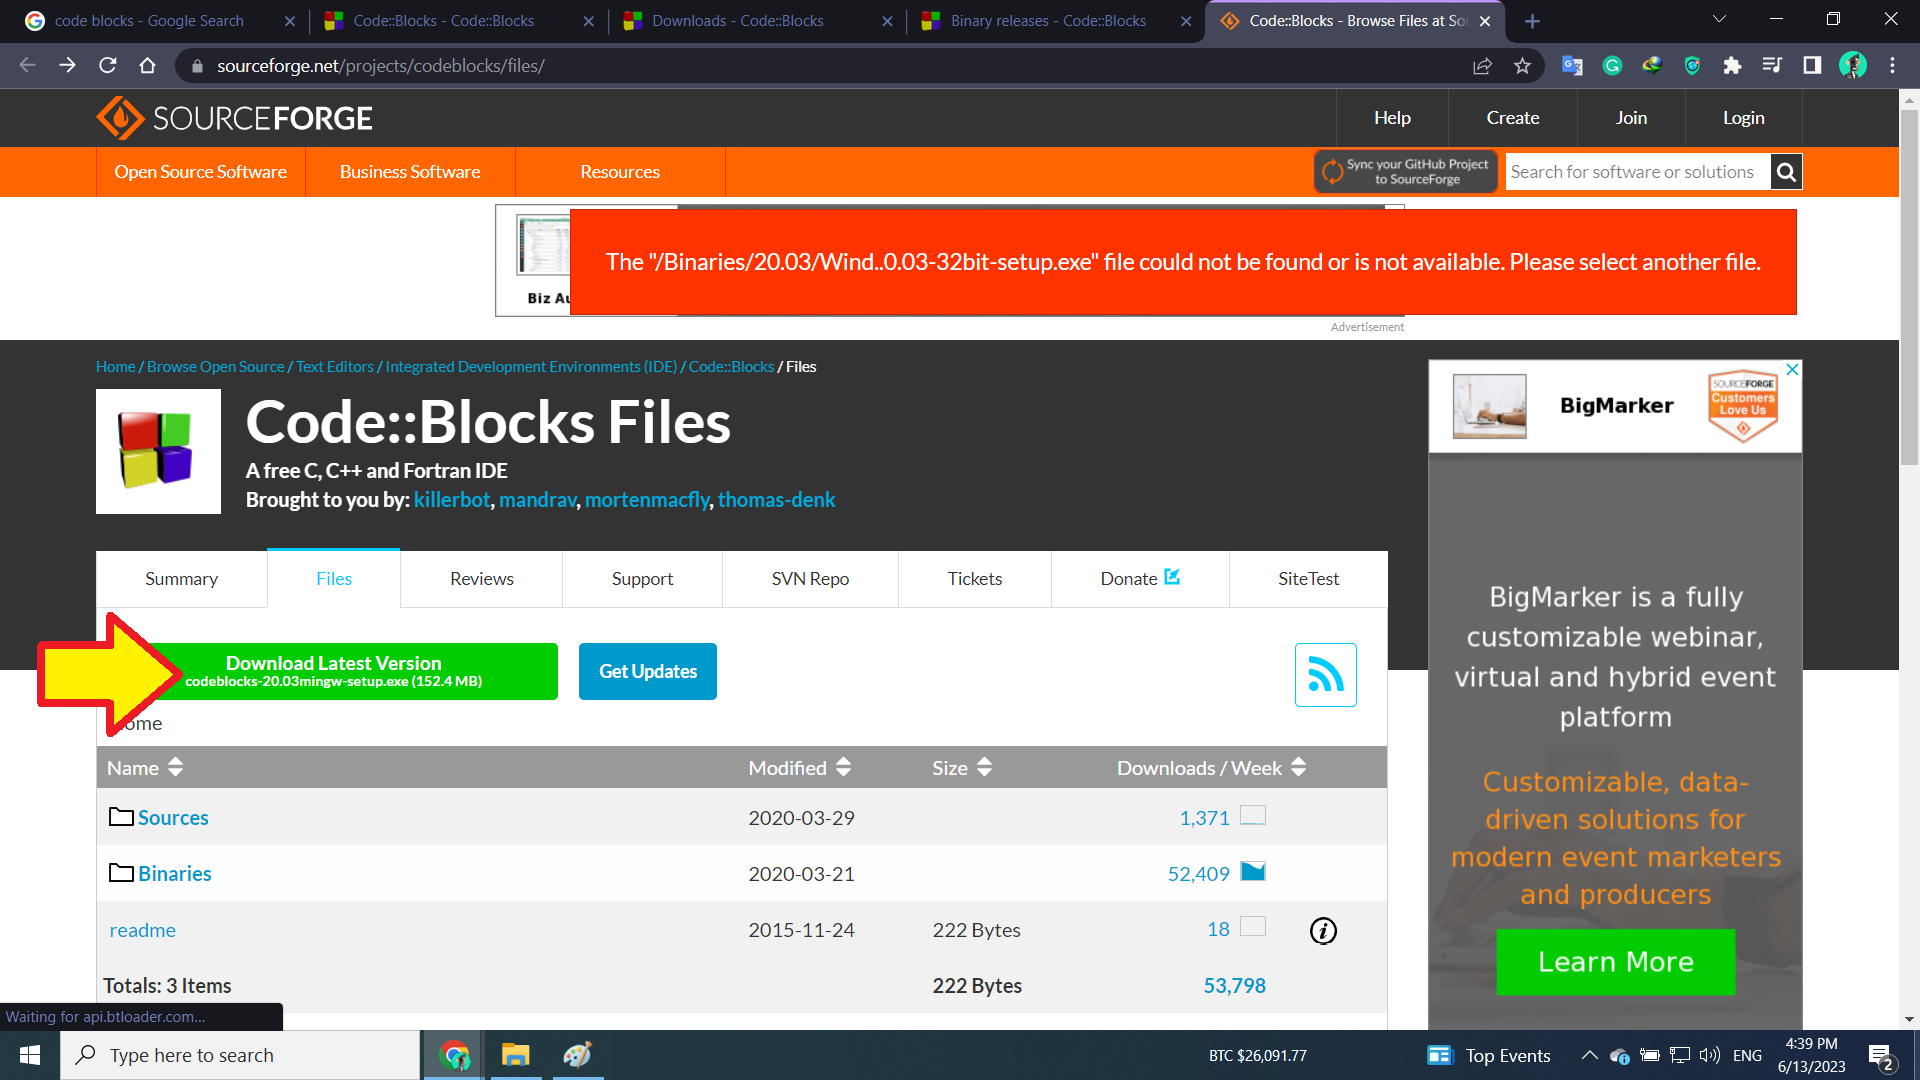 code blocks - Google Search
Code::Blocks - Code::Blocks
Downloads - Code::Blocks
Binary releases - Code::Blocks
Code::Blocks - Browse Files at So
sourceforge.net/projects/codeblocks/files/
SOURCEFORGE
Help
Create
Join
Login
Open Source Software
Business Software
Resources
Sync your GitHub Project
to SourceForge
Search for software or solutions
The "/Binaries/20.03/Wind..0.03-32bit-setup.exe" file could not be found or is not available. Please select another file.
Biz Au
Advertisement
Home / Browse Open Source / Text Editors / Integrated Development Environments (IDE) / Code::Blocks / Files
Code::Blocks Files
A free C, C++ and Fortran IDE
Brought to you by: killerbot, mandrav, mortenmacfly, thomas-denk
SOURCEFORGE
Customers
Love Us
BigMarker
Summary
Files
Reviews
Support
SVN Repo
Tickets
Donate
SiteTest
Download Latest Version
codeblocks-20.03mingw-setup.exe (152.4 MB)
Get Updates
ome
Name
Modified
Size
Downloads / Week
Sources
2020-03-29
1,371
Binaries
2020-03-21
52,409
readme
2015-11-24
222 Bytes
18
Totals: 3 Items
222 Bytes
53,798
BigMarker is a fully
customizable webinar,
virtual and hybrid event
platform
Customizable, data-
driven solutions for
modern event marketers
and producers
Learn More
Waiting for api.btloader.com...
Type here to search
BTC $26,091.77
Top Events
ENG
4:39 PM
6/13/2023
2